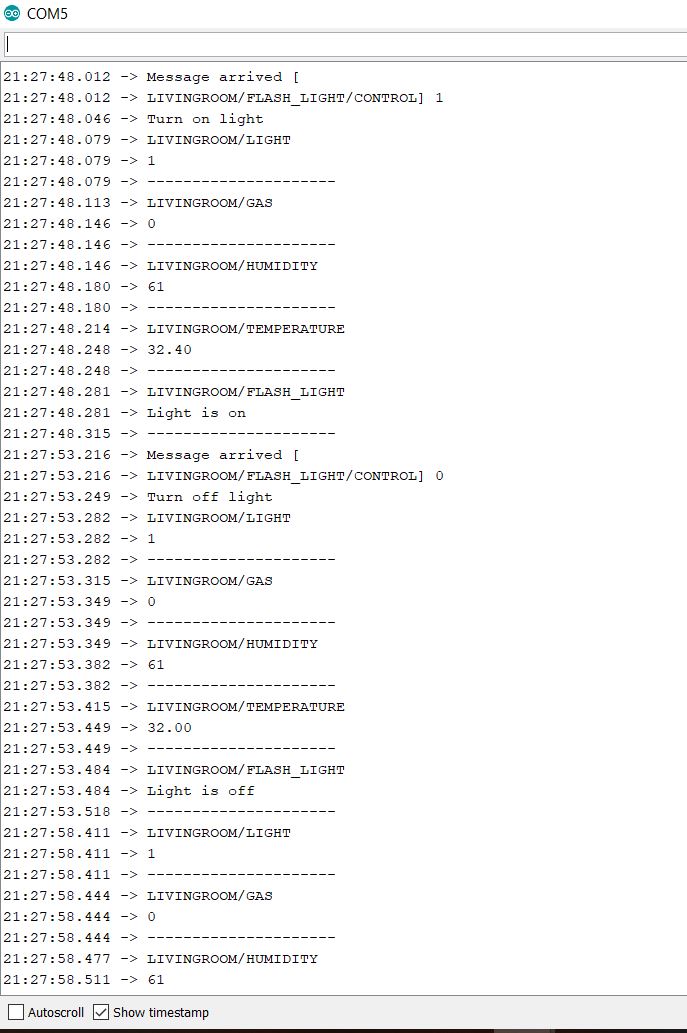 COM5
21:27:48.012 -> Message arrived [
21:27:48.012 -> LIVINGROOM/FLASH_LIGHT/CONTROL] 1
21:27:48.046 -> Turn on light
21:27:48.079 -> LIVINGROOM/LIGHT
21:27:48.079 -> 1
21:27:48.079 -> ---------------------
21:27:48.113 -> LIVINGROOM/GAS
21:27:48.146 -> 0
21:27:48.146 -> ---------------------
21:27:48.146 -> LIVINGROOM/HUMIDITY
21:27:48.180 -> 61
21:27:48.180 -> ---------------------
21:27:48.214 -> LIVINGROOM/TEMPERATURE
21:27:48.248 -> 32.40
21:27:48.248 -> ---------------------
21:27:48.281 -> LIVINGROOM/FLASH_LIGHT
21:27:48.281 -> Light is on
21:27:48.315 -> ---------------------
21:27:53.216 -> Message arrived [
21:27:53.216 -> LIVINGROOM/FLASH_LIGHT/CONTROL] 0
21:27:53.249 -> Turn off light
21:27:53.282 -> LIVINGROOM/LIGHT
21:27:53.282 -> 1
21:27:53.282 -> ---------------------
21:27:53.315 -> LIVINGROOM/GAS
21:27:53.349 -> 0
21:27:53.349 -> ---------------------
21:27:53.349 -> LIVINGROOM/HUMIDITY
21:27:53.382 -> 61
21:27:53.382 -> ---------------------
21:27:53.415 -> LIVINGROOM/TEMPERATURE
21:27:53.449 -> 32.00
21:27:53.449 -> ---------------------
21:27:53.484 -> LIVINGROOM/FLASH_LIGHT
21:27:53.484 -> Light is off
21:27:53.518 -> ---------------------
21:27:58.411 -> LIVINGROOM/LIGHT
21:27:58.411 -> 1
21:27:58.411 -> ---------------------
21:27:58.444 -> LIVINGROOM/GAS
21:27:58.444 -> 0
21:27:58.444 -> ---------------------
21:27:58.477 -> LIVINGROOM/HUMIDITY
21:27:58.511 -> 61
Autoscroll Show timestamp